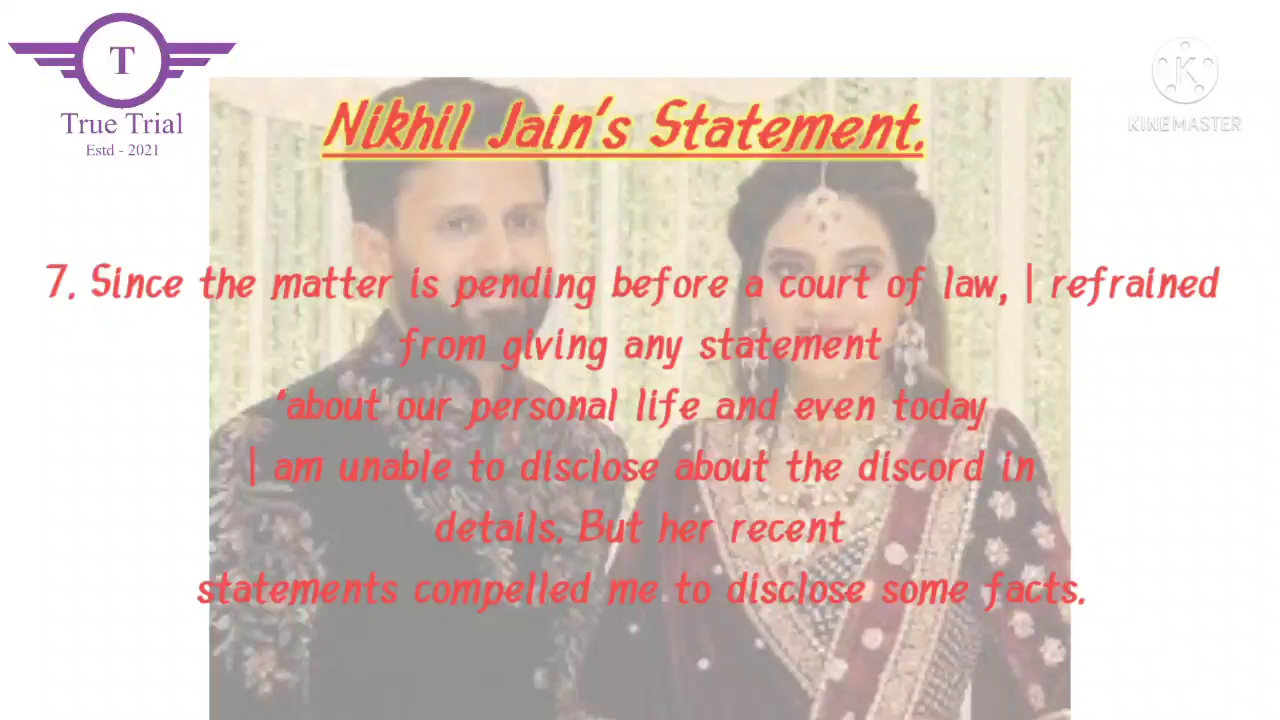 T
True Trial
Estd - 2021
K
KINEMASTER
Nikhil Jain's Statement.
7. Since the matter is pending before a court of law, | refrained
from giving any statement
'about our personal life and even today
| am unable to disclose about the discord in
details. But her recent
statements compelled me to disclose some facts.